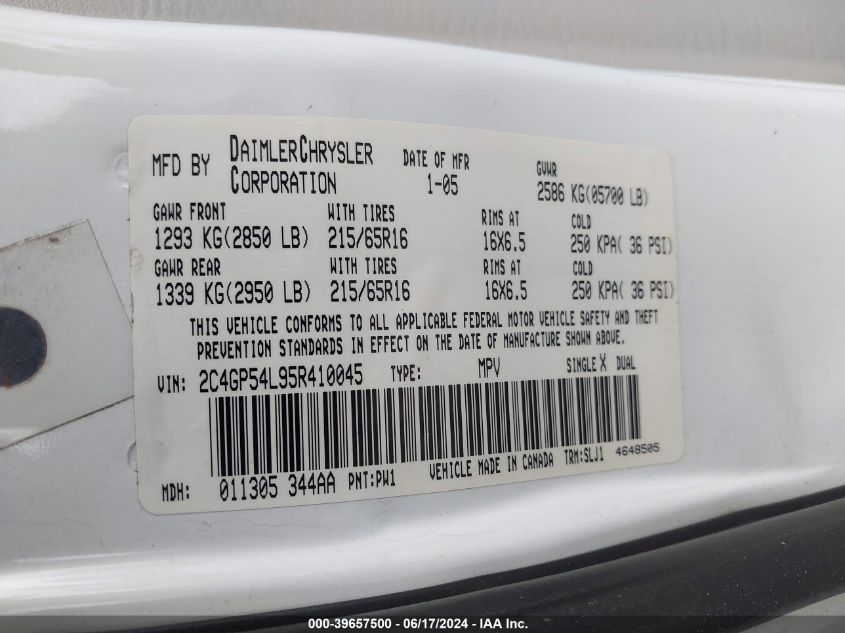 MFD BY DAIMLERCHRYSLER CORPORATION DATE OF MFR 1-05 GVWR 2586 KG(05700 LB)
GAWR FRONT WITH TIRES RIMS AT COLD
1293 KG(2850 LB) 215/65R16 16X6.5 250 KPA( 36 PSI)
GAWR REAR WITH TIRES RIMS AT COLD
1339 KG(2950 LB) 215/65R16 16X6.5 250 KPA( 36 PSI)
THIS VEHICLE CONFORMS TO ALL APPLICABLE FEDERAL MOTOR VEHICLE SAFETY AND THEFT
PREVENTION STANDARDS IN EFFECT ON THE DATE OF MANUFACTURE SHOWN ABOVE.
VIN: 2C4GP54L95R410045 TYPE: MPV SINGLE X DUAL
MDH: 011305 344AA PNT:PW1 VEHICLE MADE IN CANADA TRM:SLJ1 4648505
000-39657500 - 06/17/2024 - IAA Inc.